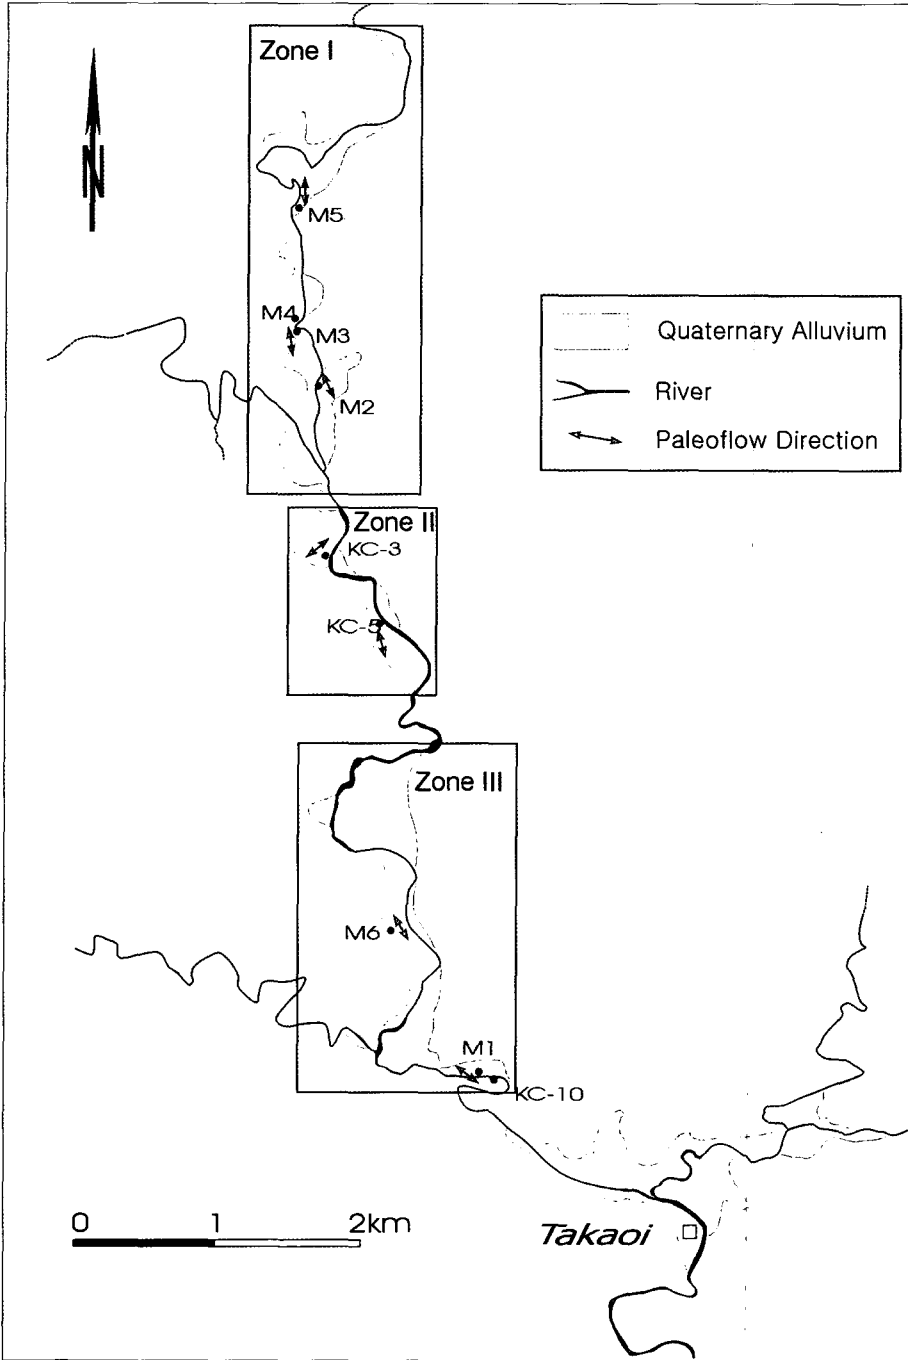 Zone I
N
M5
M4
M3
M2
Quaternary Alluvium
River
Paleoflow Direction
Zone II
KC-3
KC-5
Zone III
M6
M1
KC-10
0 1 2km
Takaoi